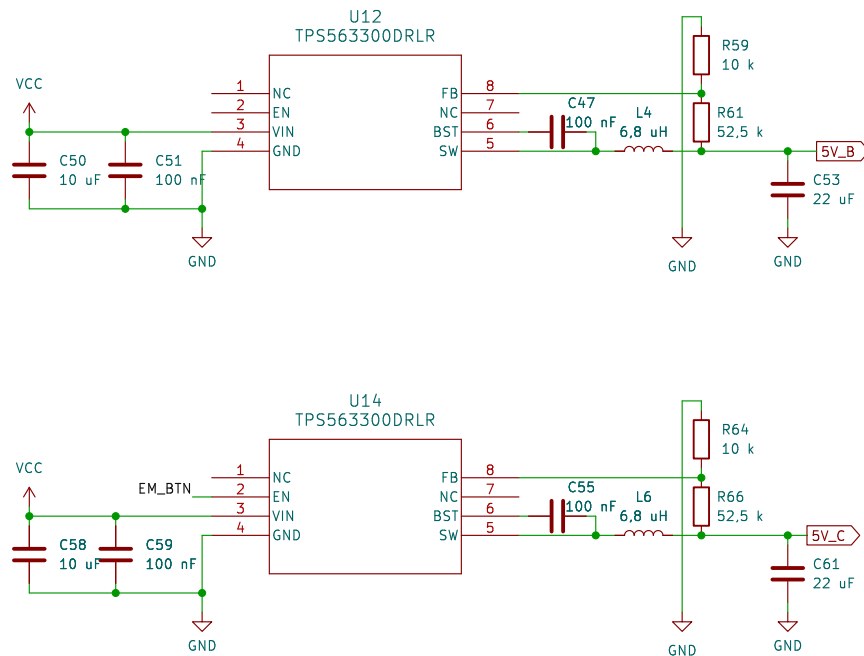 U12
TPS563300DRLR
VCC
1 NC
2 EN
3 VIN
4 GND
FB 8
NC 7
BST 6
SW 5
C50
10 uF
C51
100 nF
GND
C47
100 nF
L4
6,8 uH
R59
10 k
R61
52,5 k
5V_B
C53
22 uF
GND
GND
U14
TPS563300DRLR
VCC
EM_BTN
1 NC
2 EN
3 VIN
4 GND
FB 8
NC 7
BST 6
SW 5
C58
10 uF
C59
100 nF
GND
C55
100 nF
L6
6,8 uH
R64
10 k
R66
52,5 k
5V_C
C61
22 uF
GND
GND